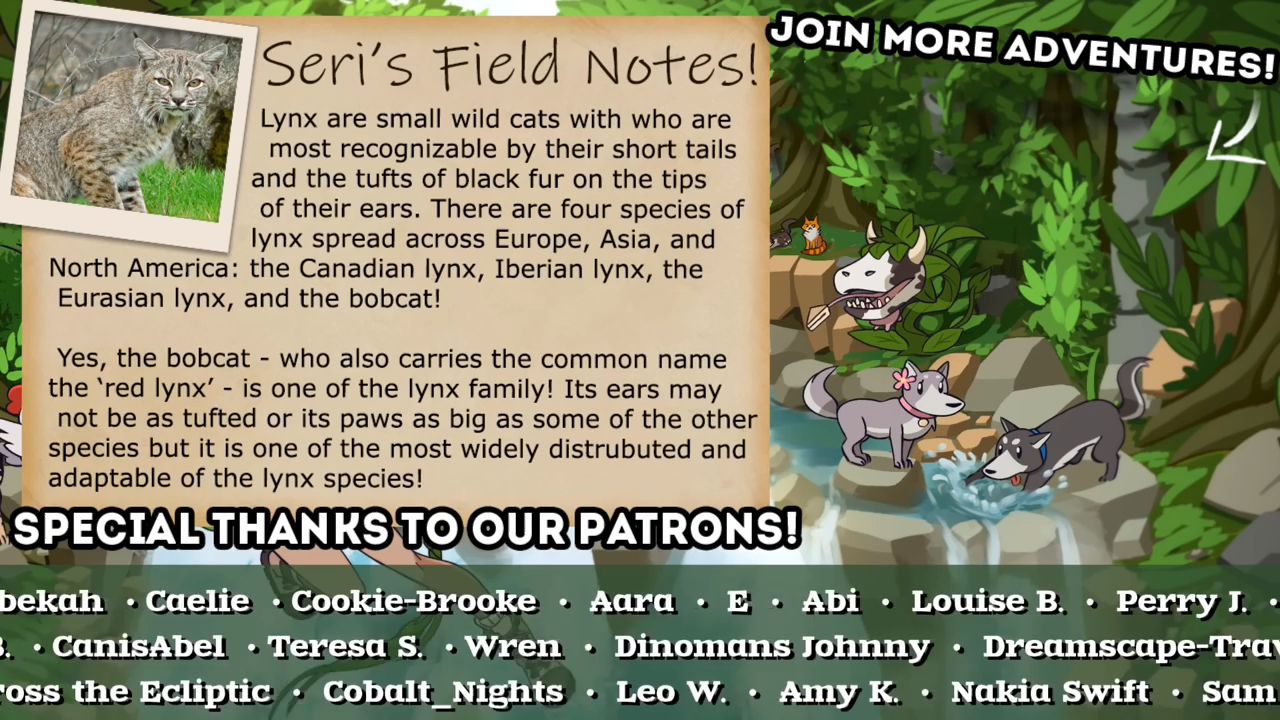 Seri's Field Notes!
JOIN MORE ADVENTURES!
Lynx are small wild cats with who are
most recognizable by their short tails
and the tufts of black fur on the tips
of their ears. There are four species of
lynx spread across Europe, Asia, and
North America: the Canadian lynx, Iberian lynx, the
Eurasian lynx, and the bobcat!
Yes, the bobcat - who also carries the common name
the ‘red lynx’ - is one of the lynx family! Its ears may
not be as tufted or its paws as big as some of the other
species but it is one of the most widely distrubuted and
adaptable of the lynx species!
SPECIAL THANKS TO OUR PATRONS!
bekah • Caelie • Cookie-Brooke • Aara • E • Abi • Louise B. • Perry J. •
. • CanisAbel • Teresa S. • Wren • Dinomans Johnny • Dreamscape-Trav
ross the Ecliptic • Cobalt_Nights • Leo W. • Amy K. • Nakia Swift • Sam